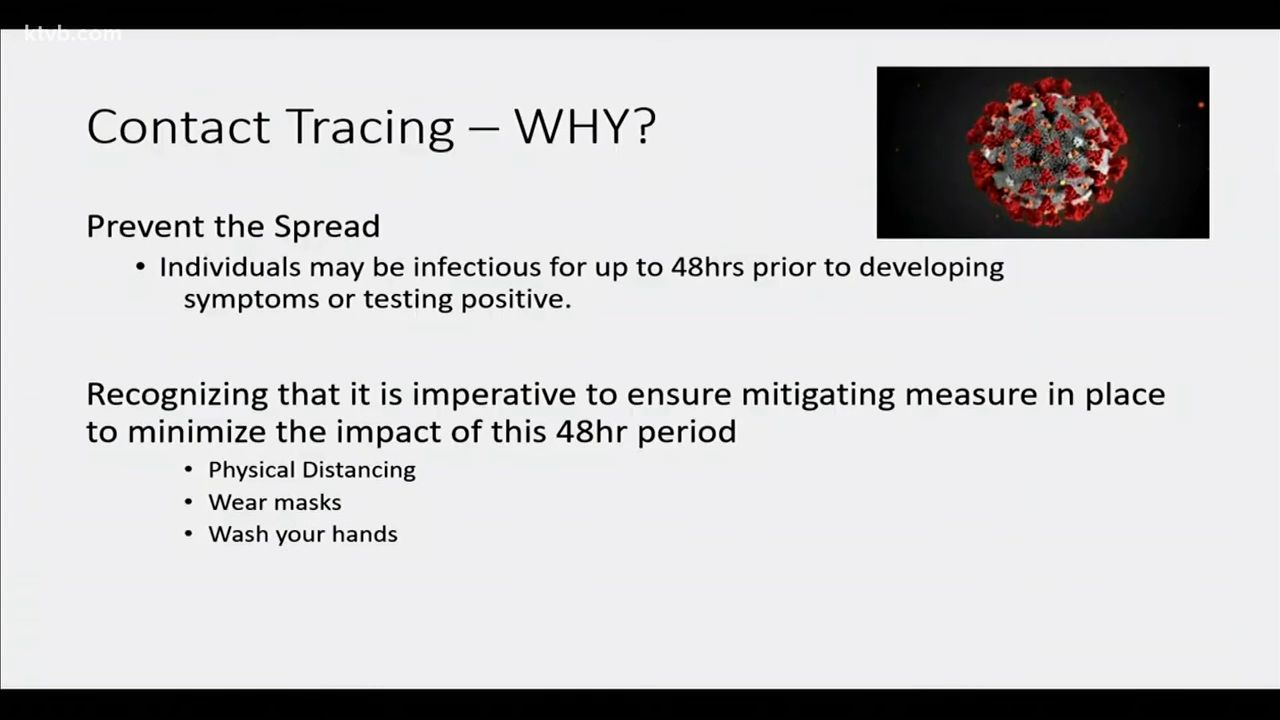 ktvb.com
Contact Tracing – WHY?
Prevent the Spread
• Individuals may be infectious for up to 48hrs prior to developing
symptoms or testing positive.
Recognizing that it is imperative to ensure mitigating measure in place
to minimize the impact of this 48hr period
• Physical Distancing
• Wear masks
• Wash your hands